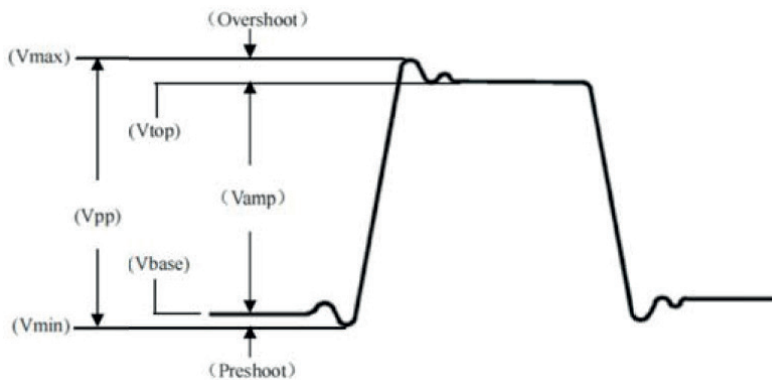 （Overshoot）
(Vmax)
(Vtop)
（Vamp）
(Vpp)
(Vbase)
(Vmin)
（Preshoot）